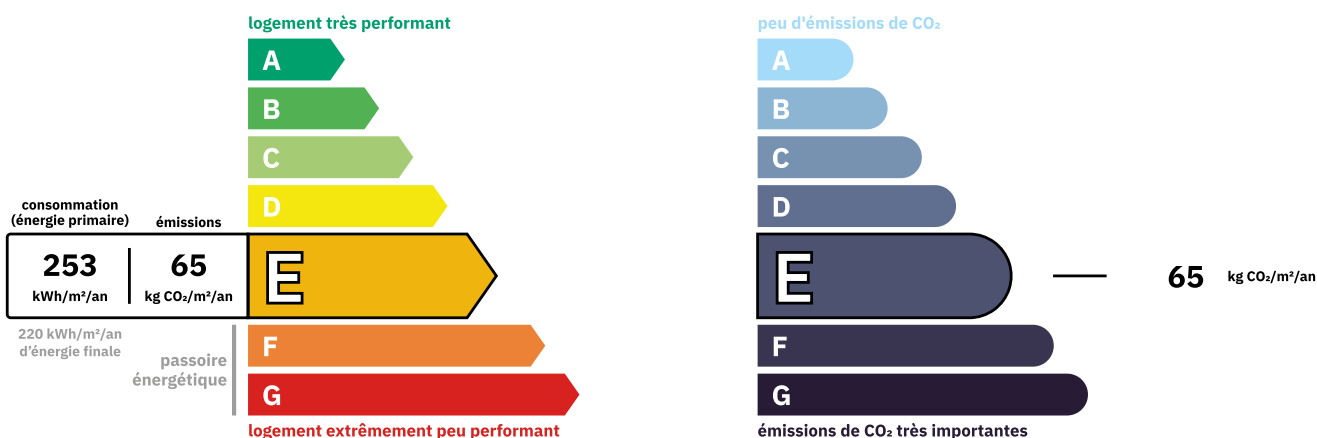 logement très performant
A
B
C
D
consommation
(énergie primaire)
émissions
253
kWh/m²/an
65
kg CO₂/m²/an
E
220 kWh/m²/an
d'énergie finale
passoire
énergétique
F
G
logement extrêmement peu performant
peu d'émissions de CO₂
A
B
C
D
E
65 kg CO₂/m²/an
F
G
émissions de CO₂ très importantes